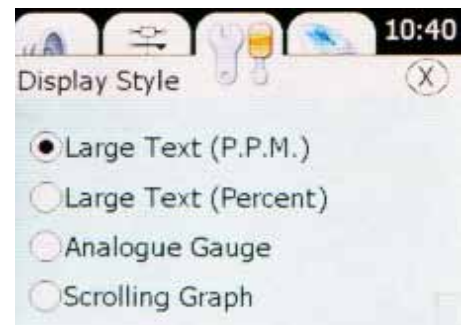 10:40
Display Style
(X)
Large Text (P.P.M.)
Large Text (Percent)
Analogue Gauge
Scrolling Graph